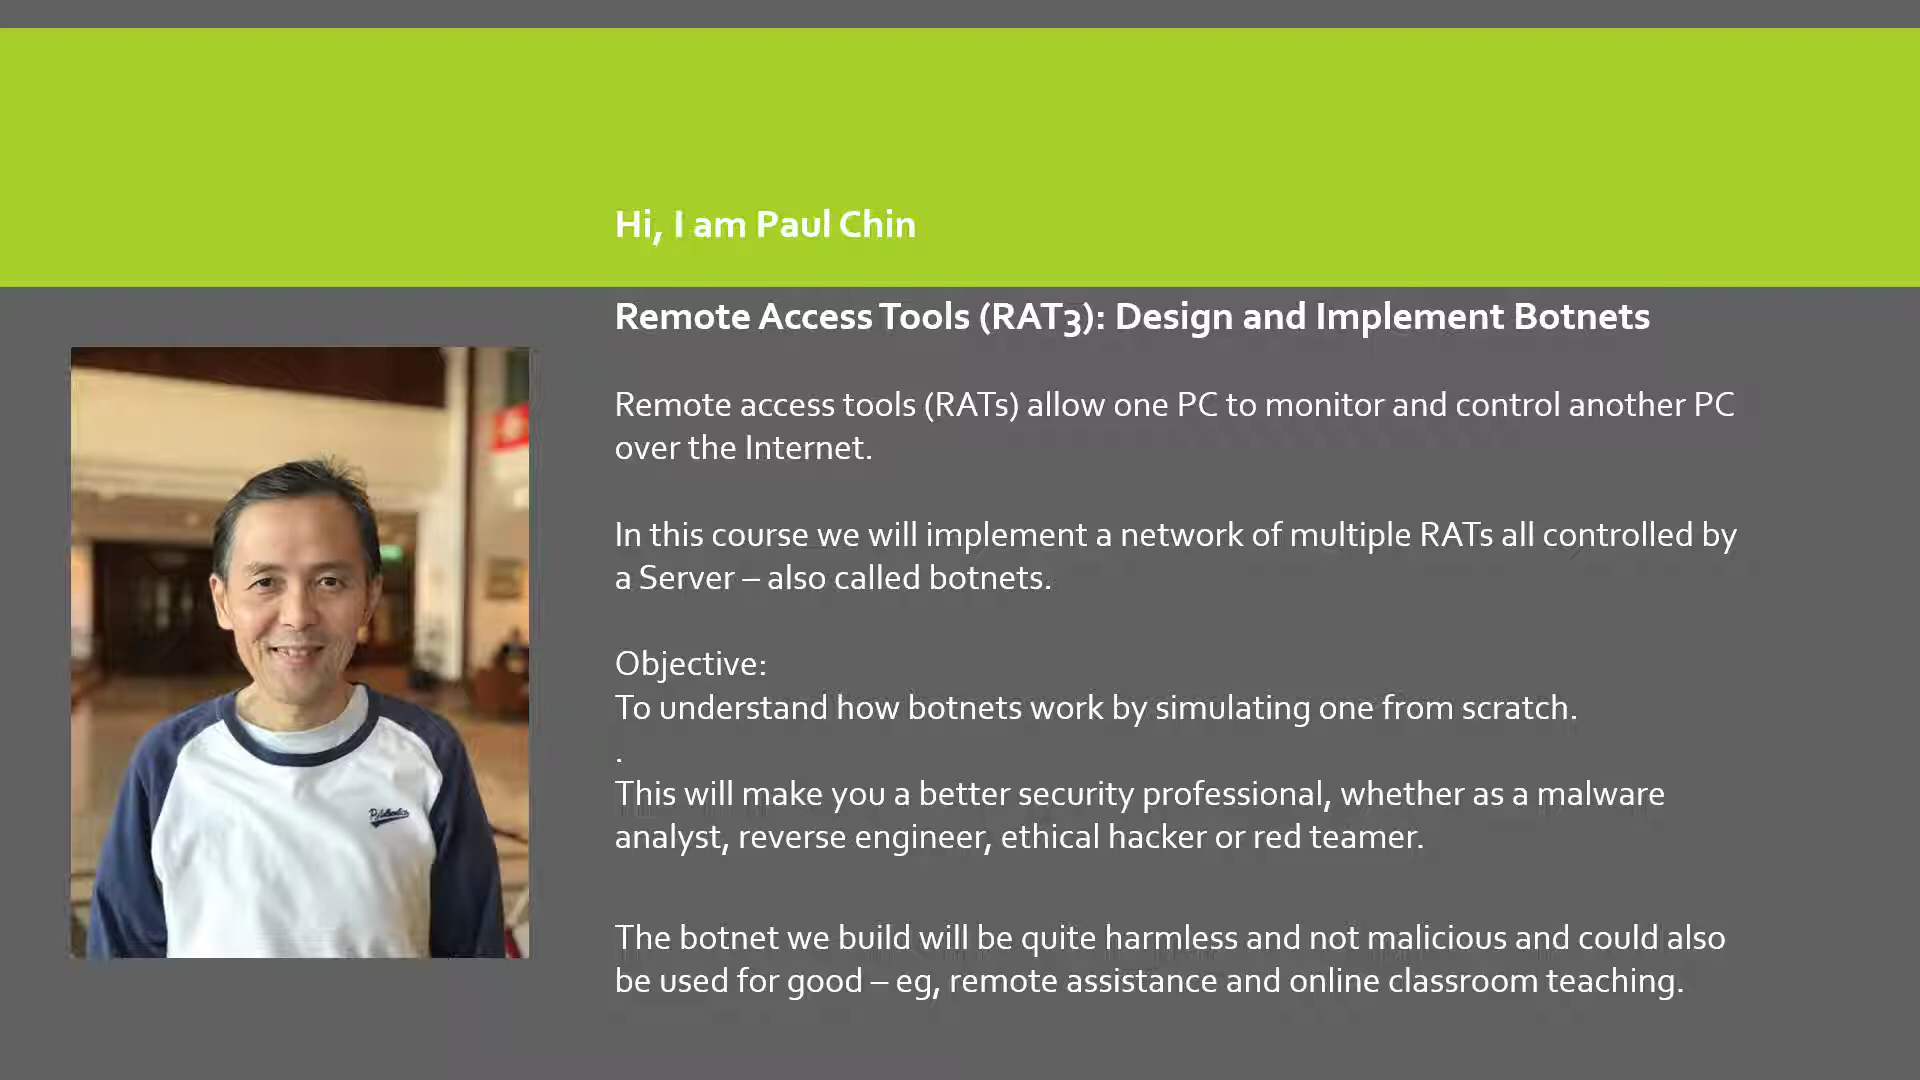 Hi, I am Paul Chin
Remote Access Tools (RAT3): Design and Implement Botnets
Remote access tools (RATs) allow one PC to monitor and control another PC
over the Internet.
In this course we will implement a network of multiple RATs all controlled by
a Server – also called botnets.
Objective:
To understand how botnets work by simulating one from scratch.
.
This will make you a better security professional, whether as a malware
analyst, reverse engineer, ethical hacker or red teamer.
The botnet we build will be quite harmless and not malicious and could also
be used for good – eg, remote assistance and online classroom teaching.